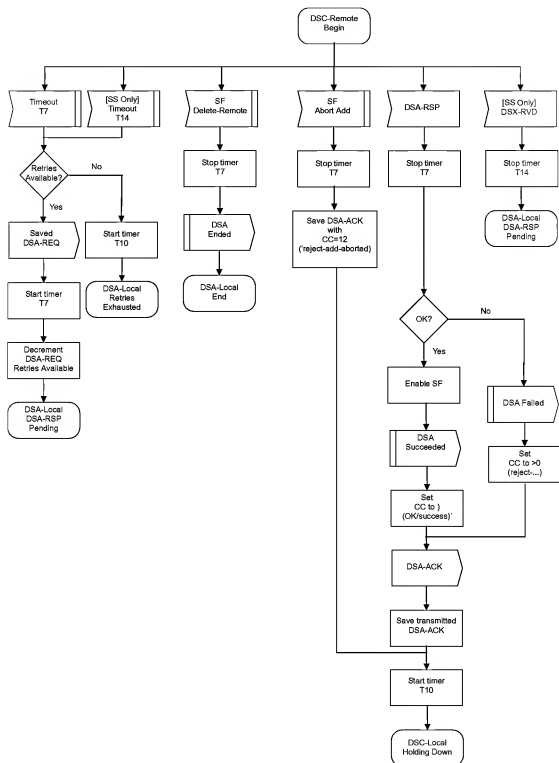 DSC-Remote
Begin
Timeout
T7
[SS Only]
Timeout
T14
SF
Delete-Remote
SF
Abort Add
DSA-RSP
[SS Only]
DSX-RVD
Retries
Available?
No
Yes
Saved
DSA-REQ
Start timer
T7
Decrement
DSA-REQ
Retries Available
DSA-Local
DSA-RSP
Pending
Start timer
T10
DSA-Local
Retries
Exhausted
Stop timer
T7
DSA
Ended
DSA-Local
End
Stop timer
T7
Save DSA-ACK
with
CC=12
('reject-add-aborted)
Stop timer
T7
OK?
No
Yes
Enable SF
DSA
Succeeded
Set
CC to )
(OK/success)'
DSA Failed
Set
CC to >0
(reject-...)
DSA-ACK
Save transmitted
DSA-ACK
Start timer
T10
DSC-Local
Holding Down
Stop timer
T14
DSA-Local
DSA-RSP
Pending